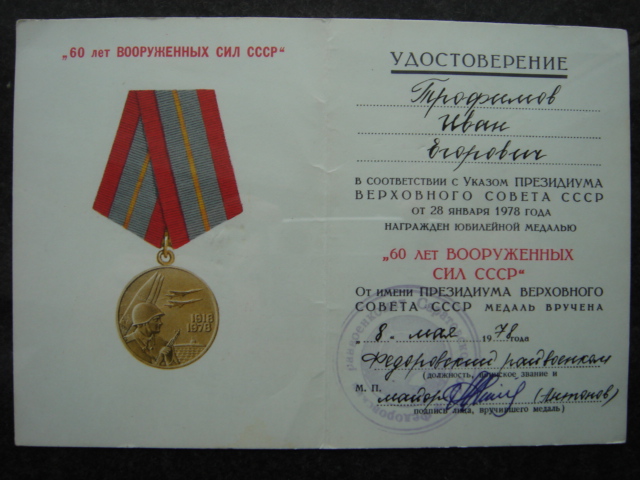 „60 лет ВООРУЖЕННЫХ СИЛ СССР“
1918
1978
УДОСТОВЕРЕНИЕ
Трофимов
Иван
Егорович
В СООТВЕТСТВИИ С УКАЗОМ ПРЕЗИДИУМА
ВЕРХОВНОГО СОВЕТА СССР
ОТ 28 ЯНВАРЯ 1978 ГОДА
НАГРАЖДЕН ЮБИЛЕЙНОЙ МЕДАЛЬЮ
„60 ЛЕТ ВООРУЖЕННЫХ
СИЛ СССР“
ОТ ИМЕНИ ПРЕЗИДИУМА ВЕРХОВНОГО
СОВЕТА СССР МЕДАЛЬ ВРУЧЕНА
„8“ мая 1978 года
Федоровский райвоенком
(должность, воинское звание и
М. П. майор (Антонов)
подпись лица, вручившего медаль)